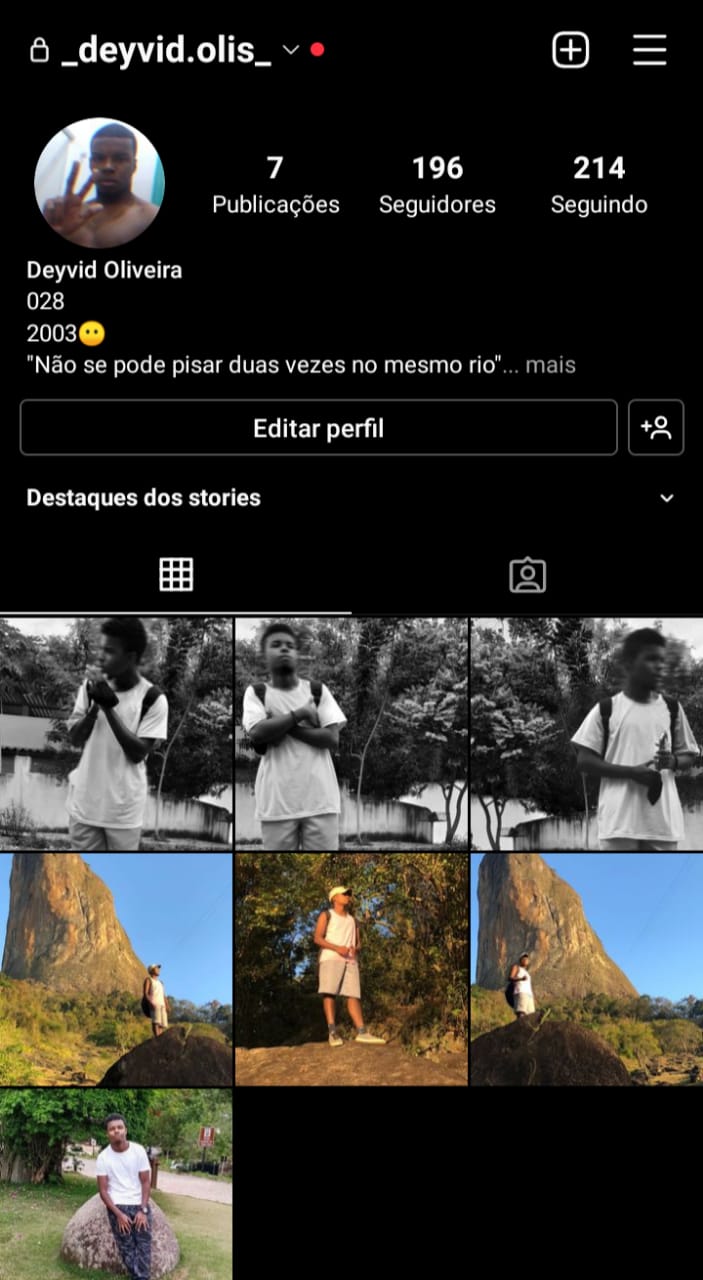 _deyvid.olis_
7 196 214
Publicações Seguidores Seguindo
Deyvid Oliveira
028
2003😶
"Não se pode pisar duas vezes no mesmo rio"... mais
Editar perfil
Destaques dos stories